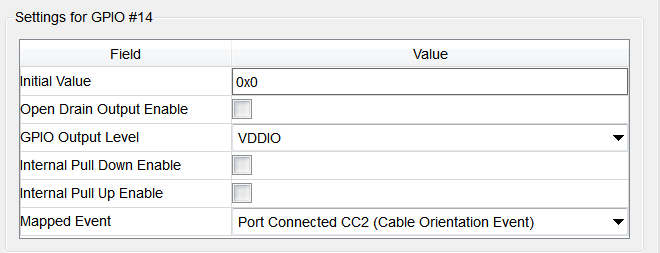 Settings for GPIO #14
Field Value
Initial Value 0x0
Open Drain Output Enable
GPIO Output Level VDDIO
Internal Pull Down Enable
Internal Pull Up Enable
Mapped Event Port Connected CC2 (Cable Orientation Event)